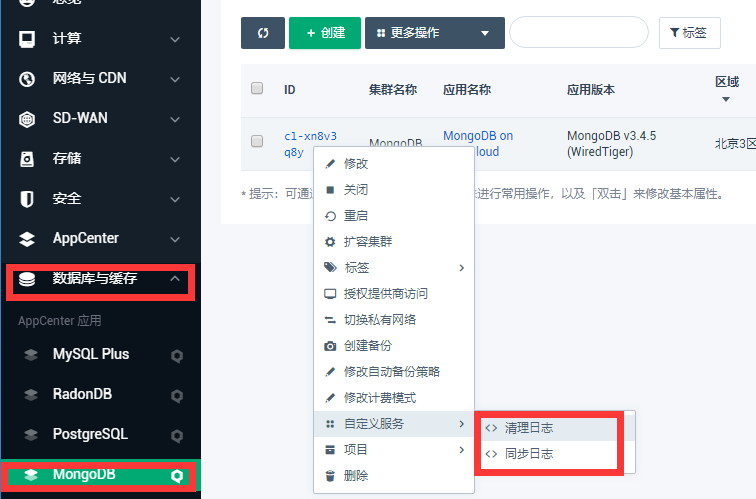 总览
计算
网络与 CDN
SD-WAN
存储
安全
AppCenter
数据库与缓存
AppCenter 应用
MySQL Plus
RadonDB
PostgreSQL
MongoDB
+ 创建
更多操作
标签
ID
集群名称
应用名称
应用版本
区域
cl-xn8v3
q8y
MongoDB
MongoDB on
loud
MongoDB v3.4.5
(WiredTiger)
北京3区
* 提示：可通过
进行常用操作，以及「双击」来修改基本属性。
修改
关闭
重启
扩容集群
标签
授权提供商访问
切换私有网络
创建备份
修改自动备份策略
修改计费模式
自定义服务
项目
删除
清理日志
同步日志